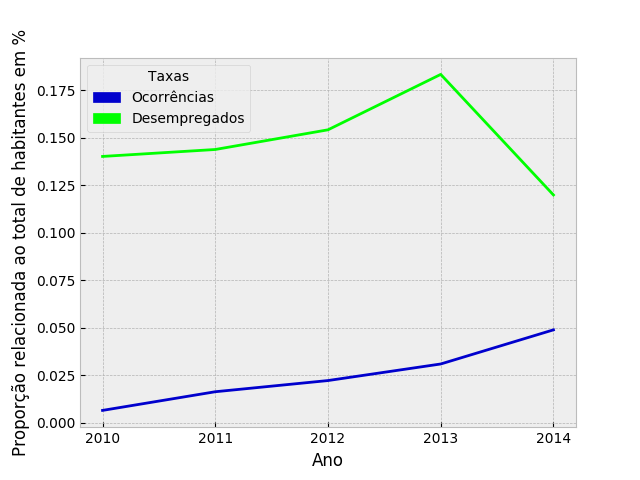 Proporção relacionada ao total de habitantes em %
Taxas
Ocorrências
Desempregados
0.175
0.150
0.125
0.100
0.075
0.050
0.025
0.000
2010 2011 2012 2013 2014
Ano